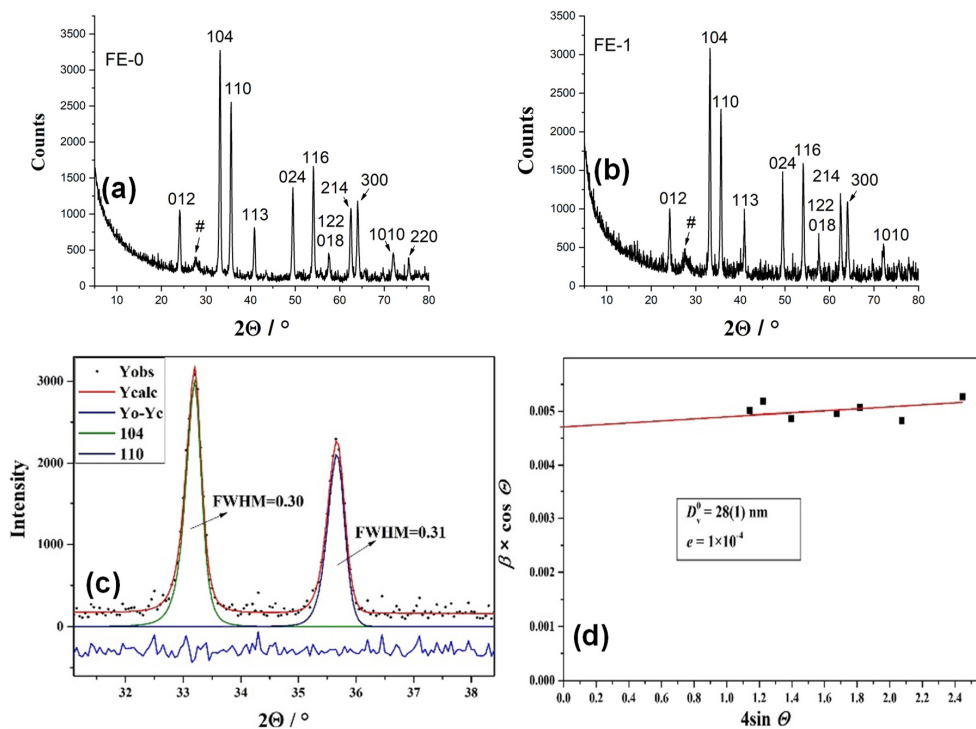 FE-0
104
110
012
#
113
024
116
122
018
214
300
1010
220
(a)
Counts
3500
3000
2500
2000
1500
1000
500
0
10 20 30 40 50 60 70 80
2Θ / °
FE-1
104
110
012
#
113
024
116
122
018
214
300
1010
(b)
Counts
3500
3000
2500
2000
1500
1000
500
0
10 20 30 40 50 60 70 80
2Θ / °
Yobs
Ycalc
Yo-Yc
104
110
FWHM=0.30
FWHM=0.31
(c)
Intensity
3000
2000
1000
0
32 33 34 35 36 37 38
2Θ / °
β × cos Θ
0.005
0.004
0.003
0.002
0.001
0.000
D⁰ᵥ = 28(1) nm
e = 1×10⁻⁴
(d)
0.0 0.2 0.4 0.6 0.8 1.0 1.2 1.4 1.6 1.8 2.0 2.2 2.4
4sin Θ